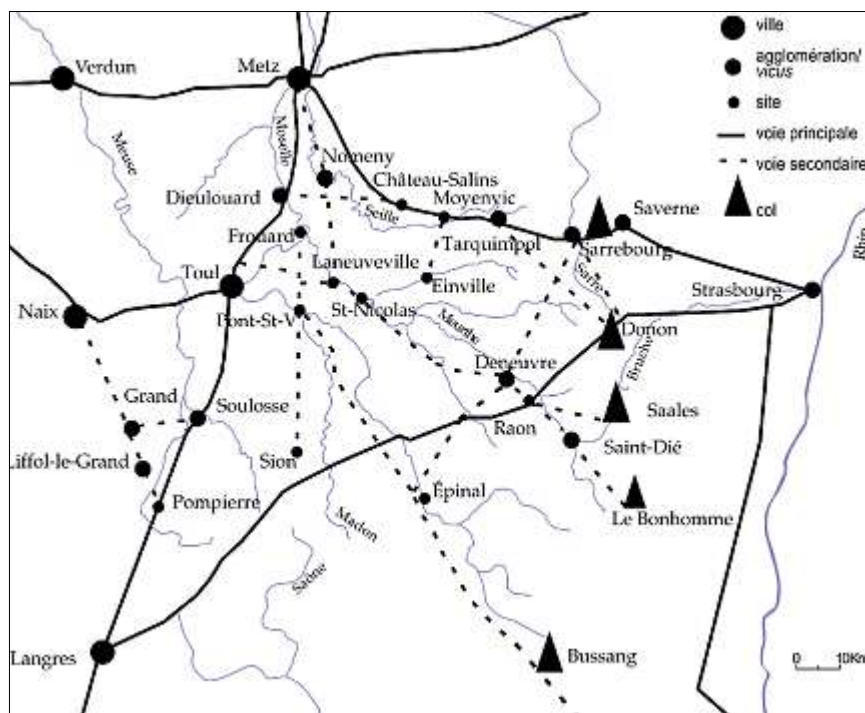 ville
Verdun
Metz
agglomération/
vicus
site
Meuse
Moselle
voie principale
Nomeny
voie secondaire
Château-Salins
Dieulouard
Moyenvic
col
Seille
Saverne
Frouard
Tarquimpol
Sarrebourg
Rhin
Toul
Laneuveville
Einville
Sarre
Strasbourg
Naix
Pont-St-V
St-Nicolas
Meurthe
Donon
Bruche
Deneuvre
Grand
Soulosse
Saales
Raon
Liffol-le-Grand
Sion
Saint-Dié
Pompierre
Épinal
Le Bonhomme
Madon
Saône
Langres
Bussang
0 10Km